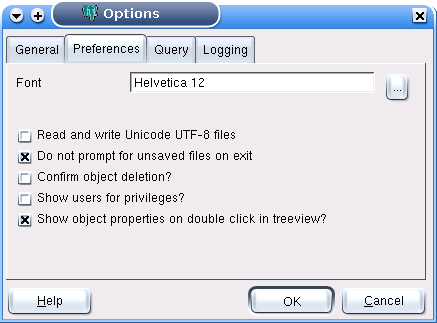 Options
General Preferences Query Logging
Font Helvetica 12 ...
Read and write Unicode UTF-8 files
Do not prompt for unsaved files on exit
Confirm object deletion?
Show users for privileges?
Show object properties on double click in treeview?
Help OK Cancel